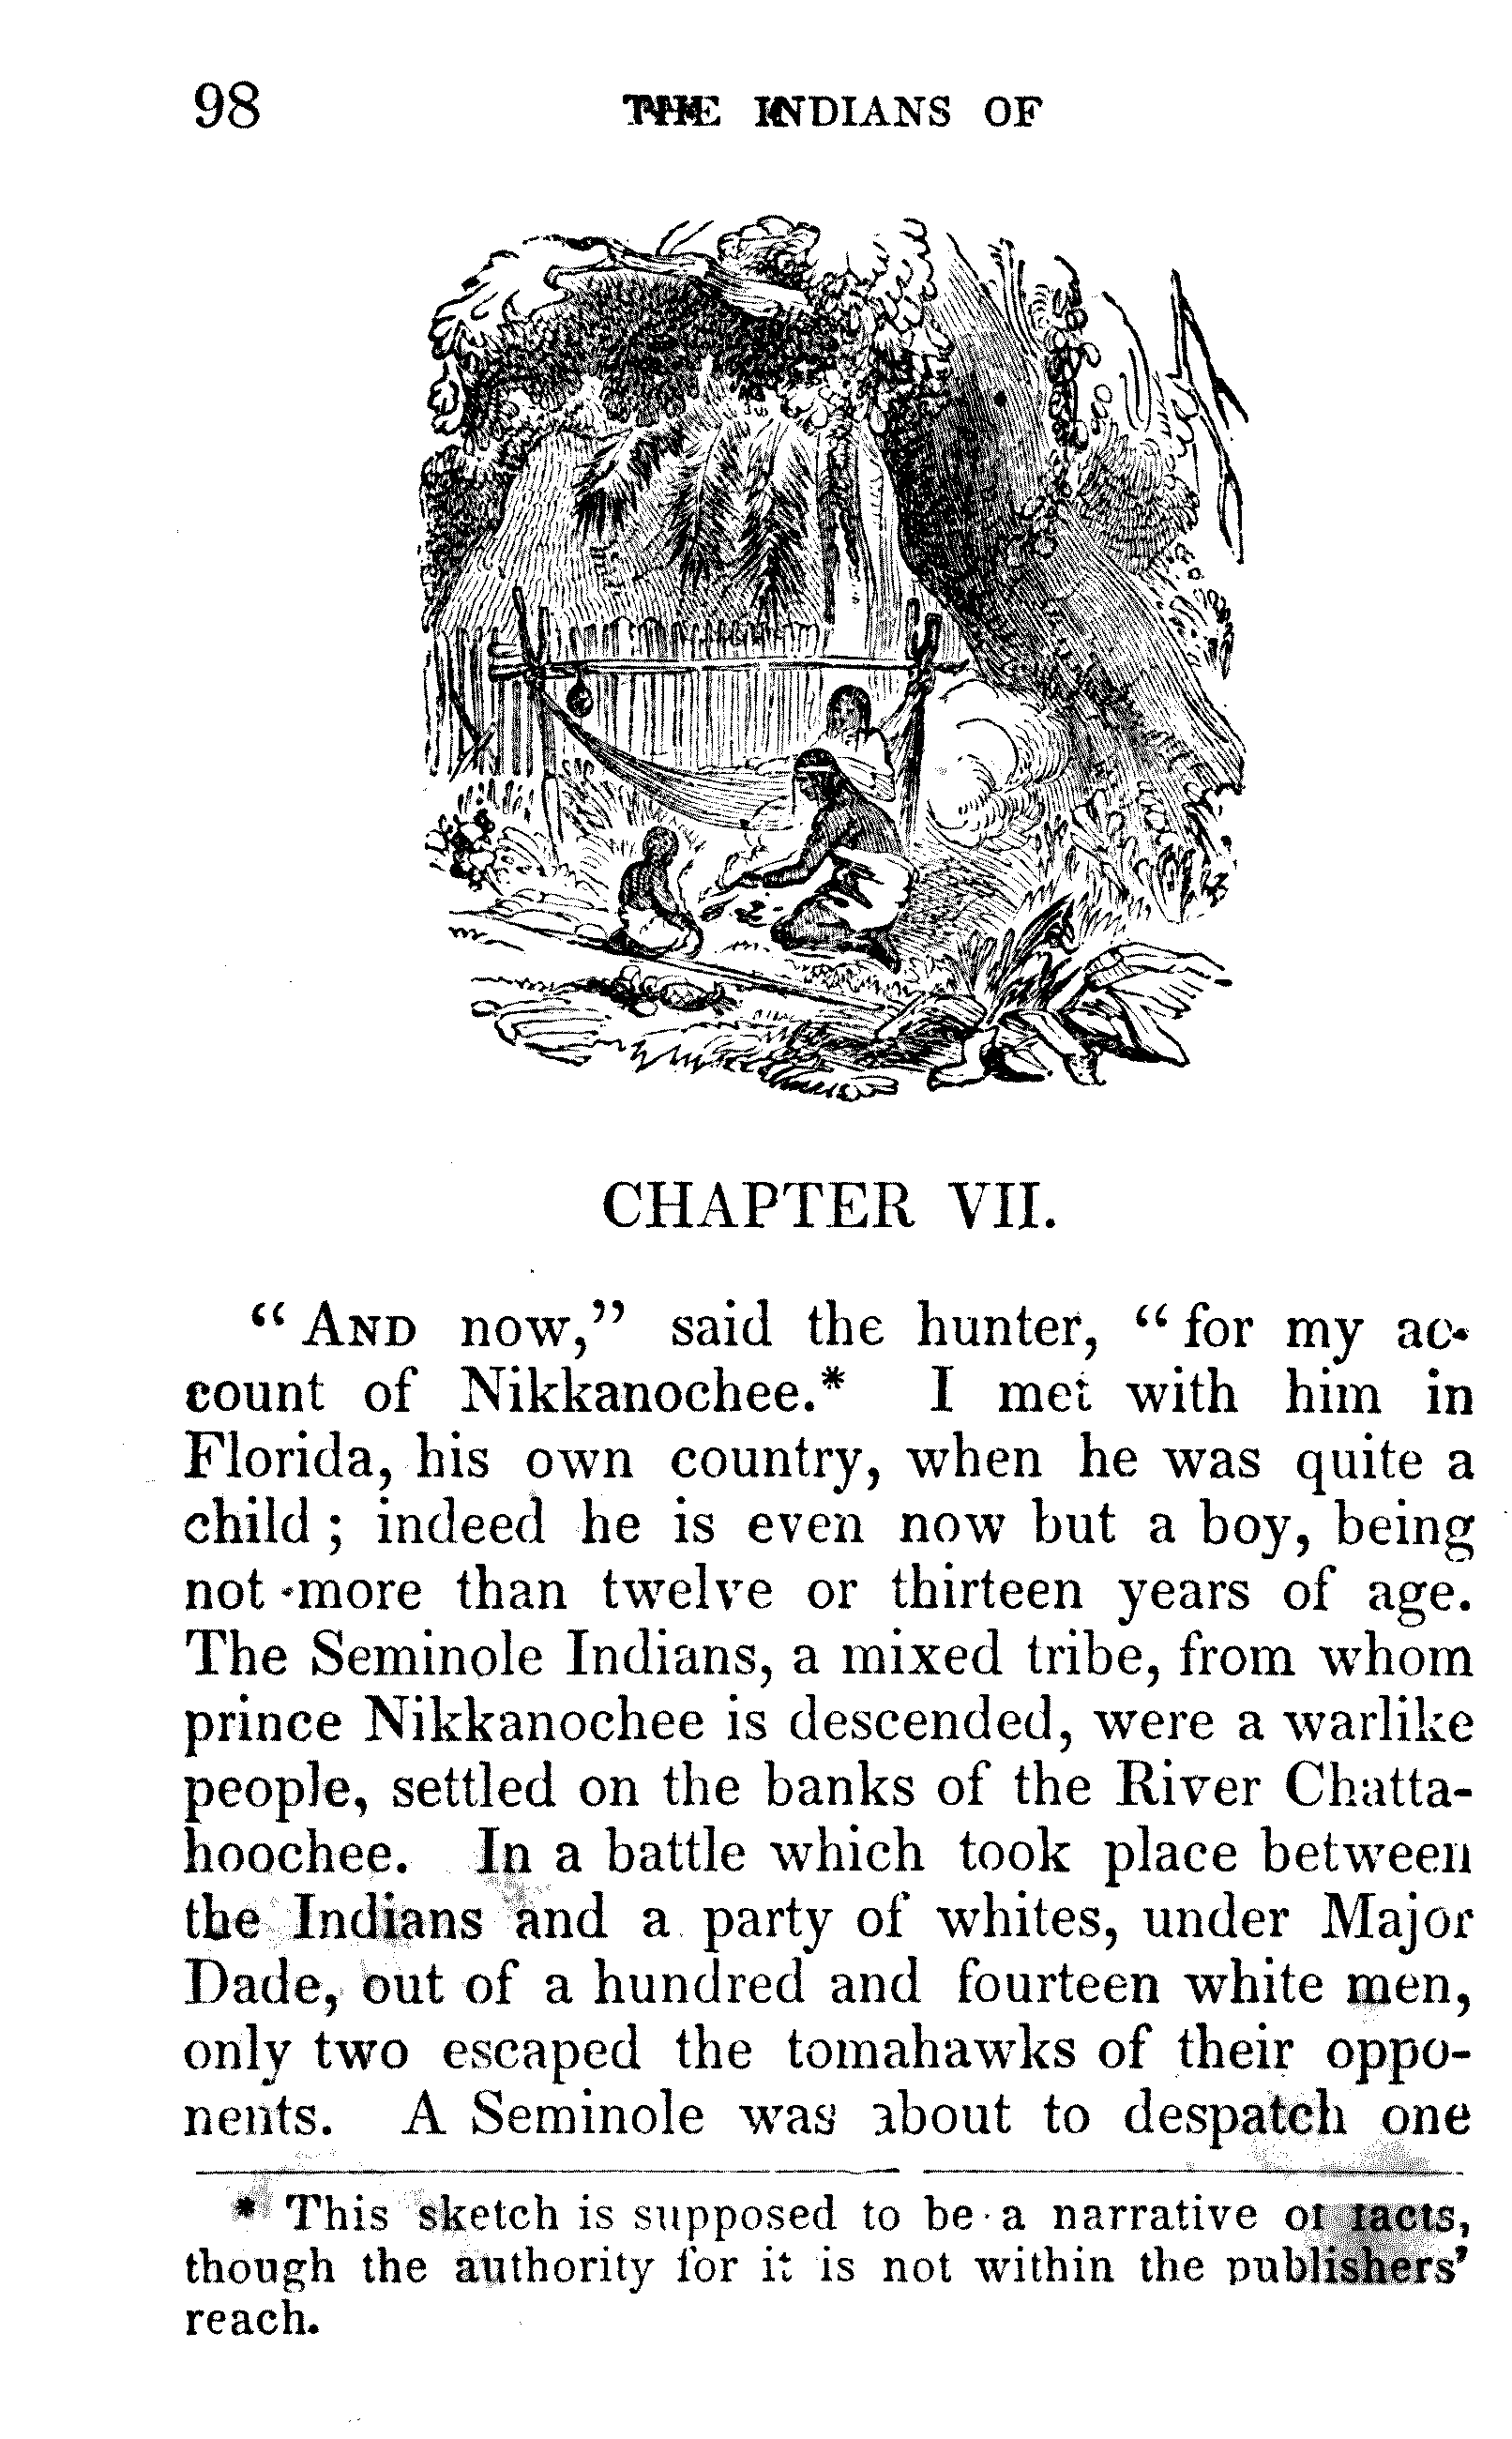 98 THE INDIANS OF
CHAPTER VII.
“ AND now,” said the hunter, “ for my ac-
count of Nikkanochee.* I met with him in
Florida, his own country, when he was quite a
child ; indeed he is even now but a boy, being
not more than twelve or thirteen years of age.
The Seminole Indians, a mixed tribe, from whom
prince Nikkanochee is descended, were a warlike
people, settled on the banks of the River Chatta-
hoochee. In a battle which took place between
the Indians and a party of whites, under Major
Dade, out of a hundred and fourteen white men,
only two escaped the tomahawks of their oppo-
nents. A Seminole was about to despatch one
* This sketch is supposed to be a narrative of facts,
though the authority for it is not within the publishers’
reach.